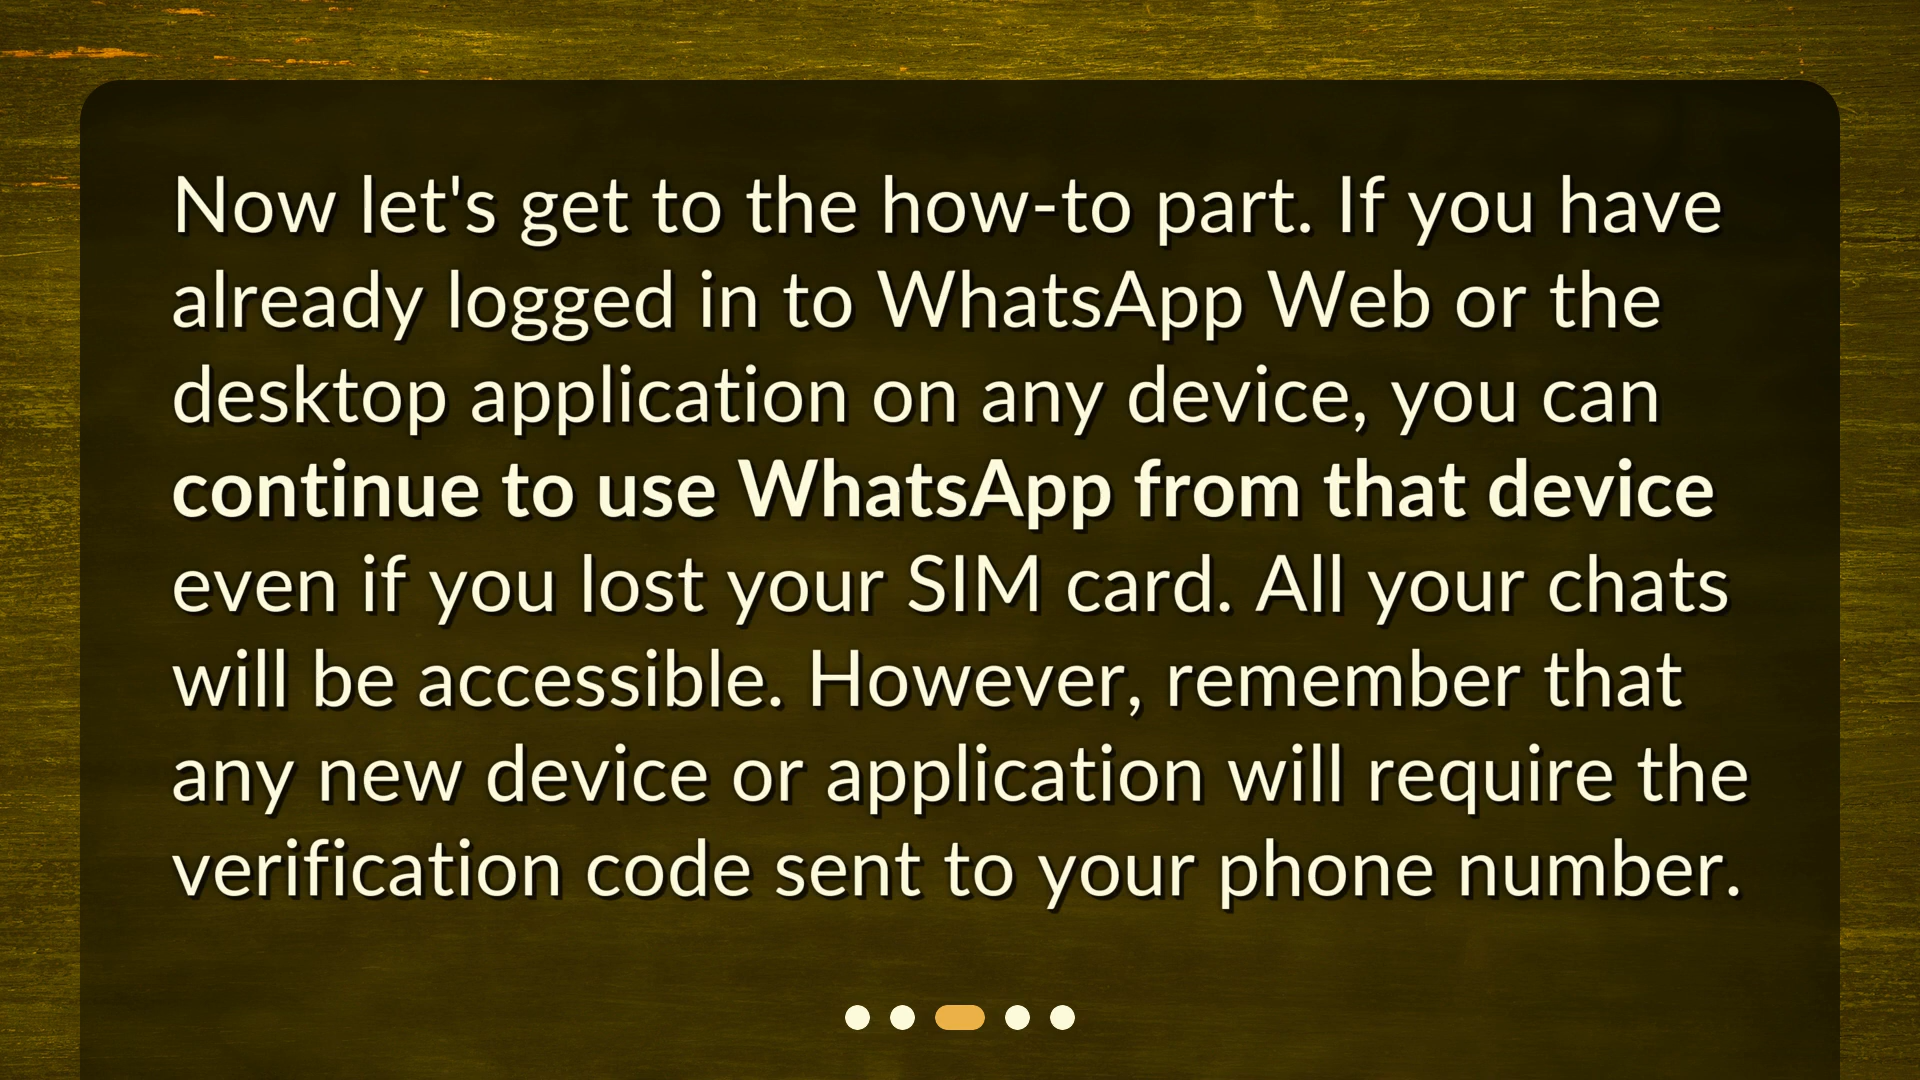 Now let's get to the how-to part. If you have
already logged in to WhatsApp Web or the
desktop application on any device, you can
continue to use WhatsApp from that device
even if you lost your SIM card. All your chats
will be accessible. However, remember that
any new device or application will require the
verification code sent to your phone number.